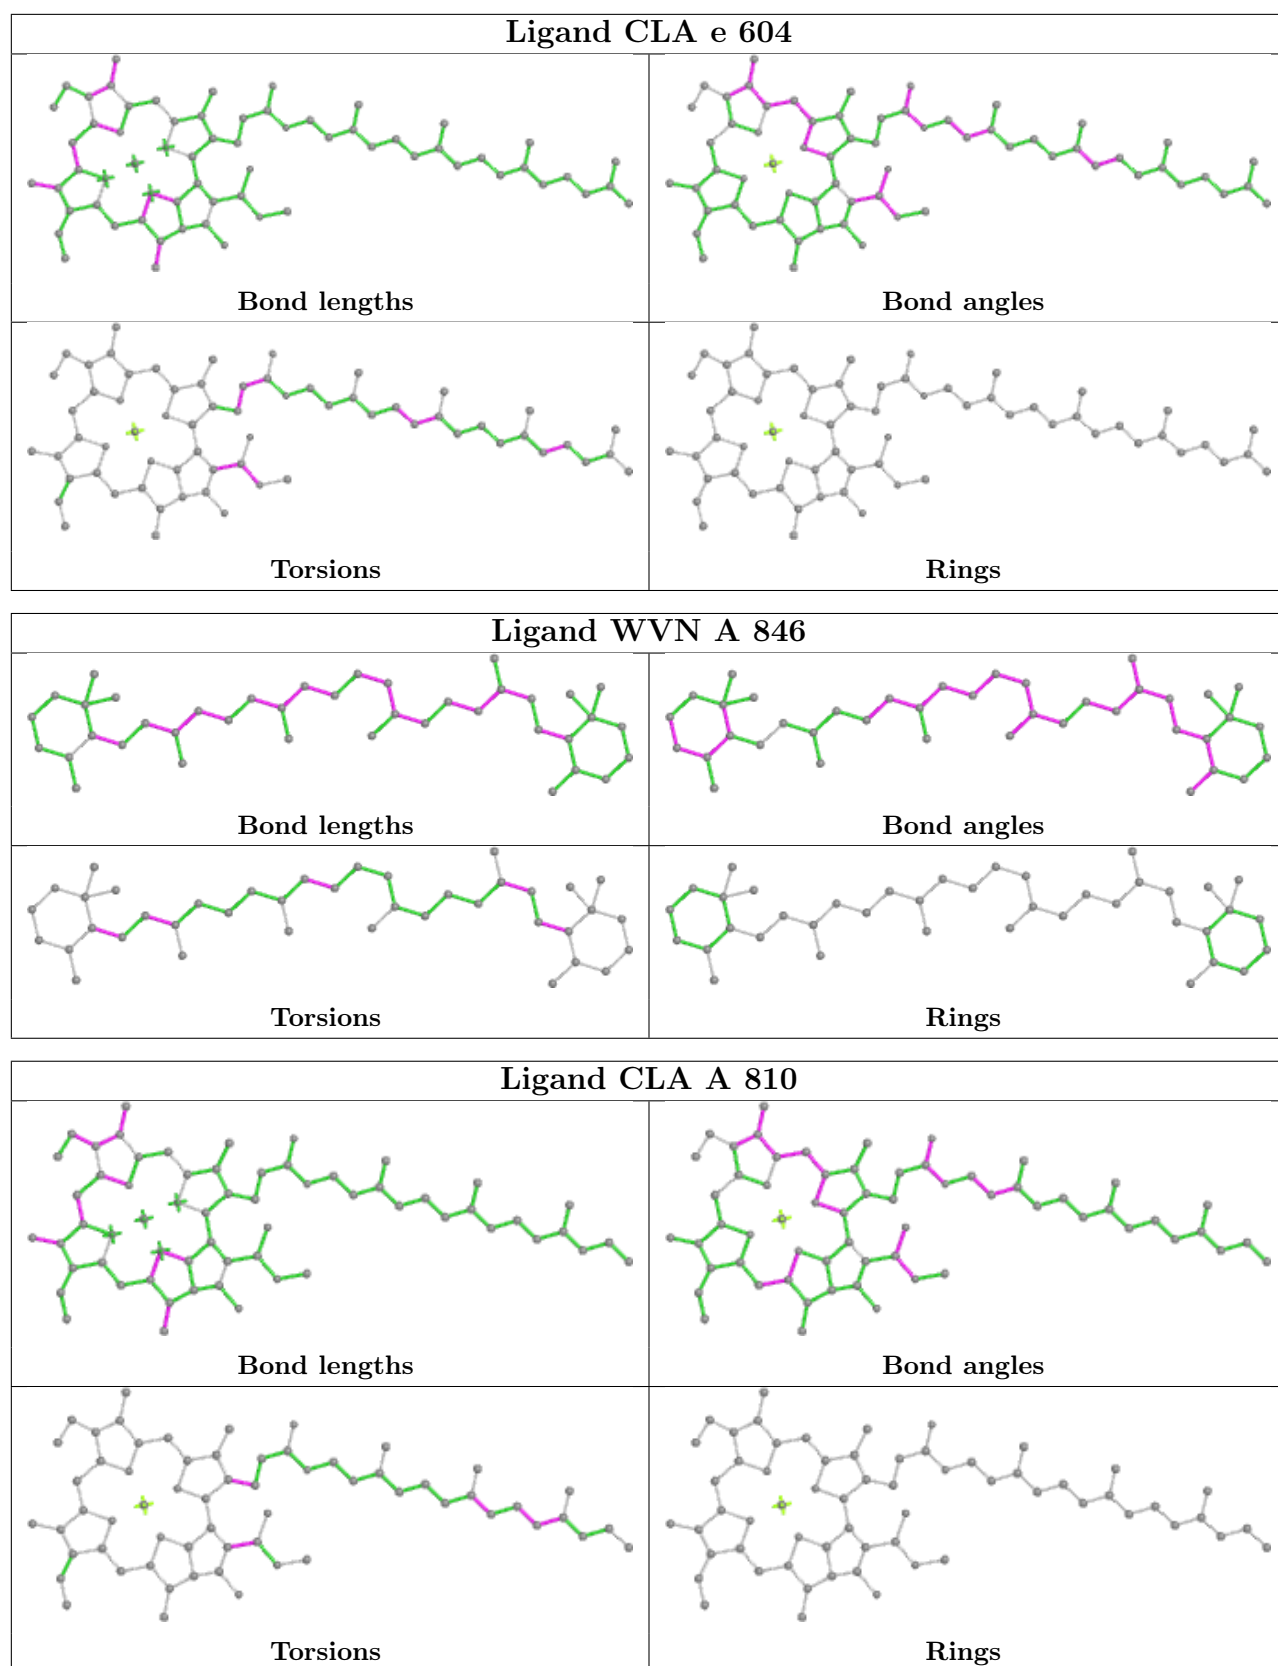 Ligand CLA e 604
Bond lengths
Bond angles
Torsions
Rings
Ligand WVN A 846
Bond lengths
Bond angles
Torsions
Rings
Ligand CLA A 810
Bond lengths
Bond angles
Torsions
Rings